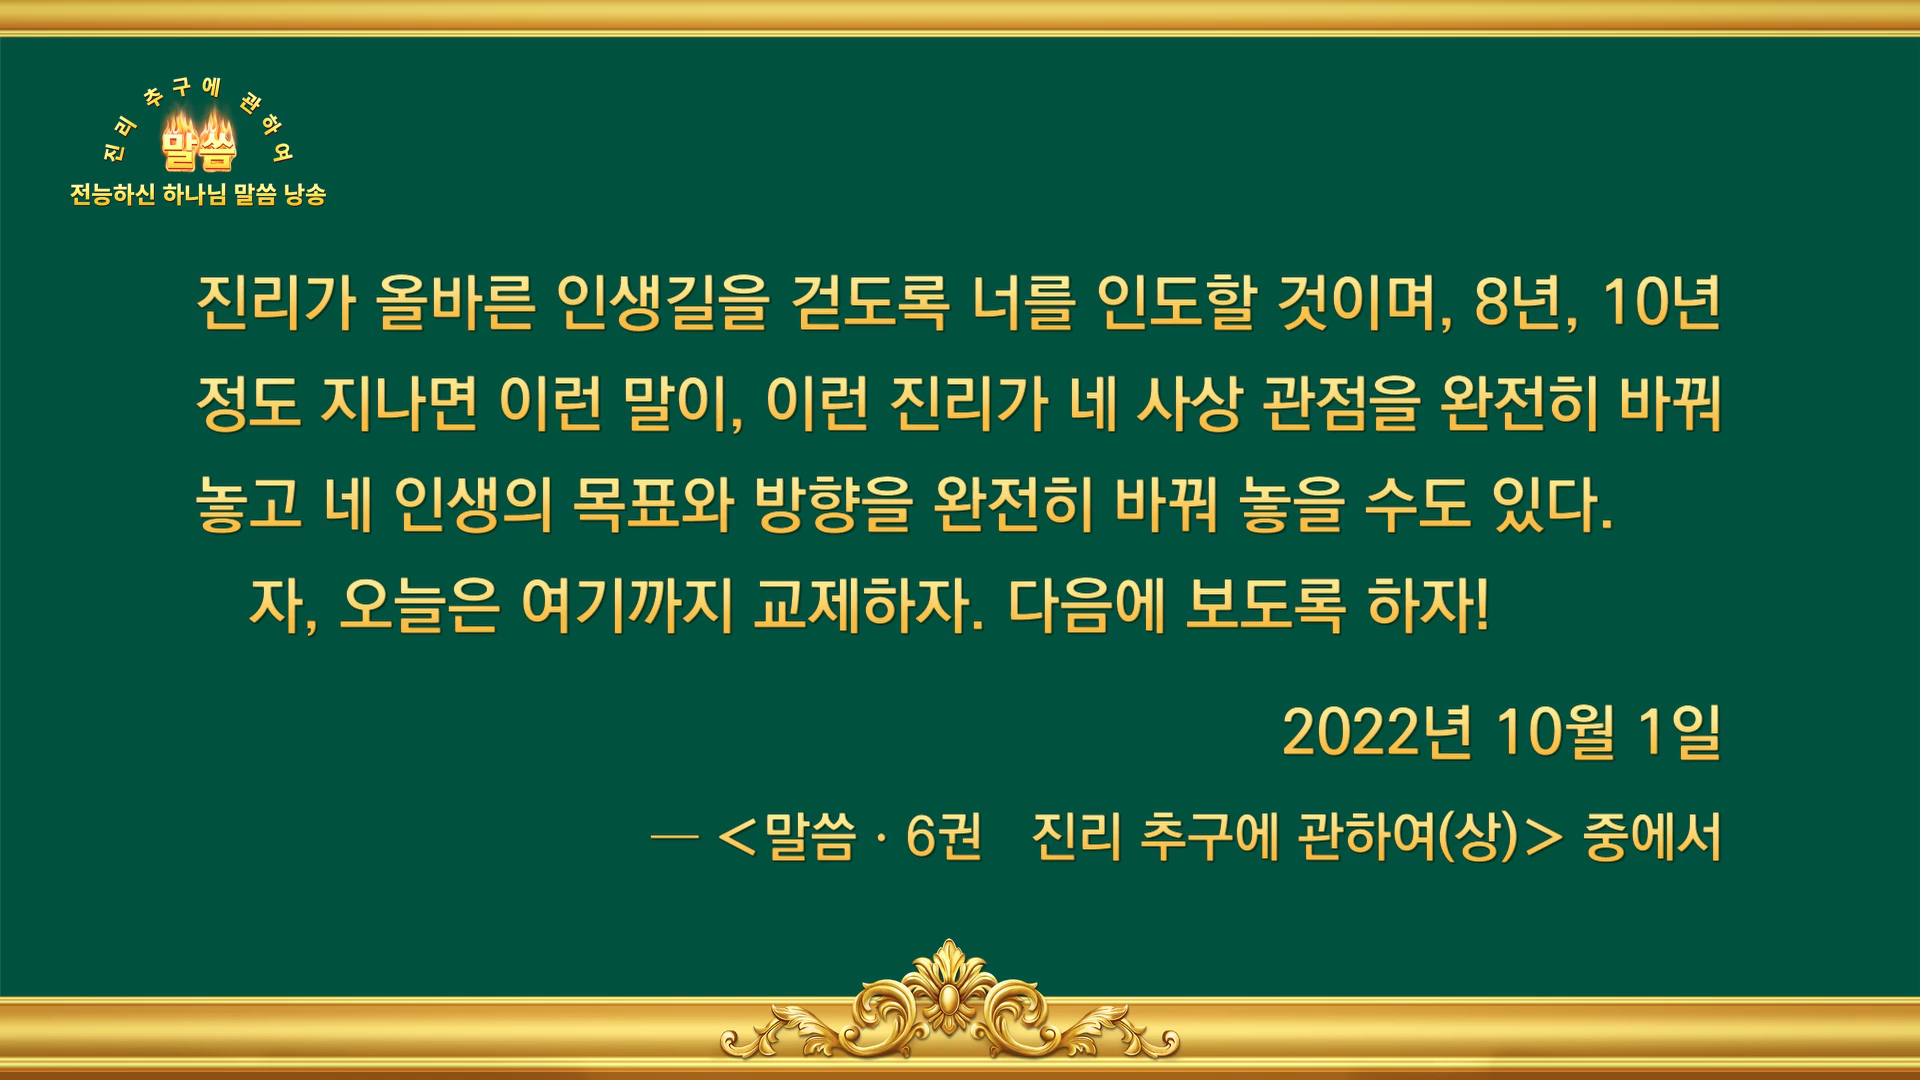 진리 추구에 관하여
말씀
전능하신 하나님 말씀 낭송
진리가 올바른 인생길을 걷도록 너를 인도할 것이며, 8년, 10년
정도 지나면 이런 말이, 이런 진리가 네 사상 관점을 완전히 바꿔
놓고 네 인생의 목표와 방향을 완전히 바꿔 놓을 수도 있다.
자, 오늘은 여기까지 교제하자. 다음에 보도록 하자!
2022년 10월 1일
— <말씀 · 6권   진리 추구에 관하여(상)> 중에서